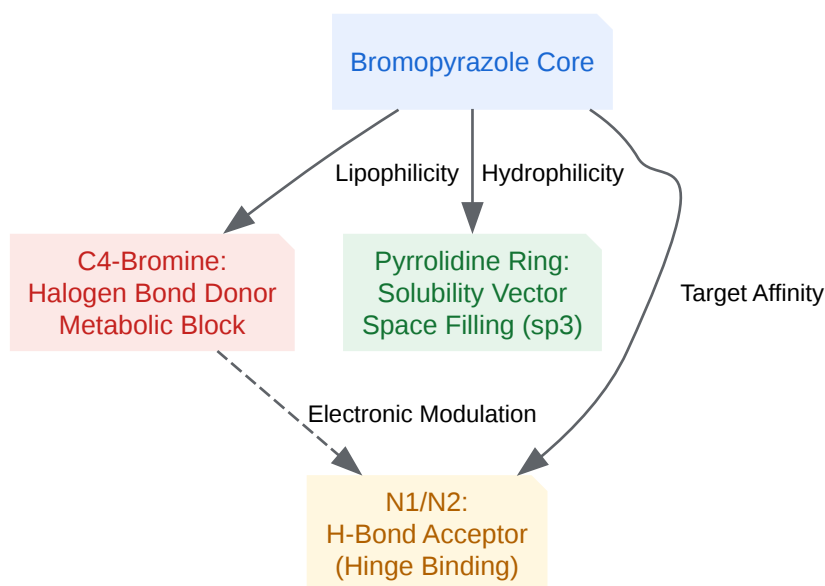 Bromopyrazole Core
Lipophilicity
Hydrophilicity
C4-Bromine:
Halogen Bond Donor
Metabolic Block
Pyrrolidine Ring:
Solubility Vector
Space Filling (sp3)
Target Affinity
Electronic Modulation
N1/N2:
H-Bond Acceptor
(Hinge Binding)